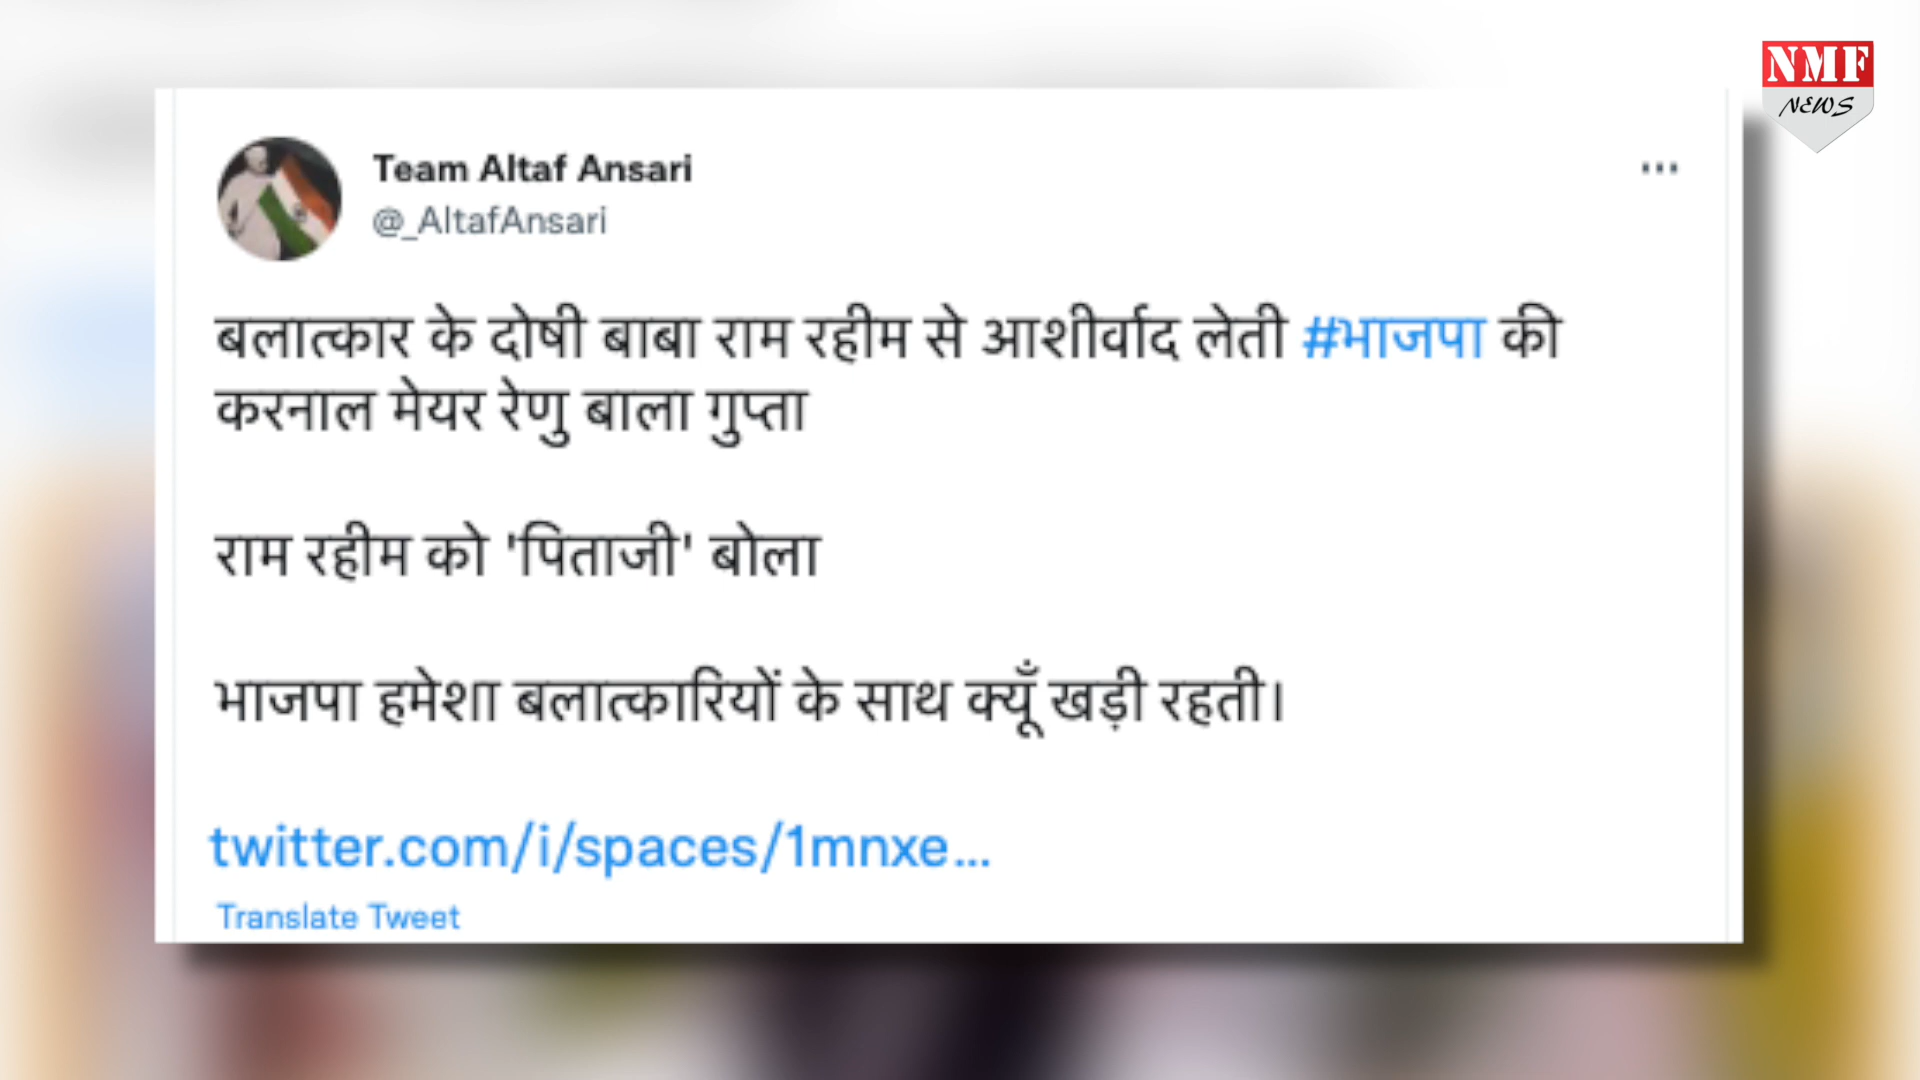 NMF
NEWS
Team Altaf Ansari
@_AltafAnsari
बलात्कार के दोषी बाबा राम रहीम से आशीर्वाद लेती #भाजपा की
करनाल मेयर रेणु बाला गुप्ता
राम रहीम को 'पिताजी' बोला
भाजपा हमेशा बलात्कारियों के साथ क्यूँ खड़ी रहती।
twitter.com/i/spaces/1mnxe...
Translate Tweet